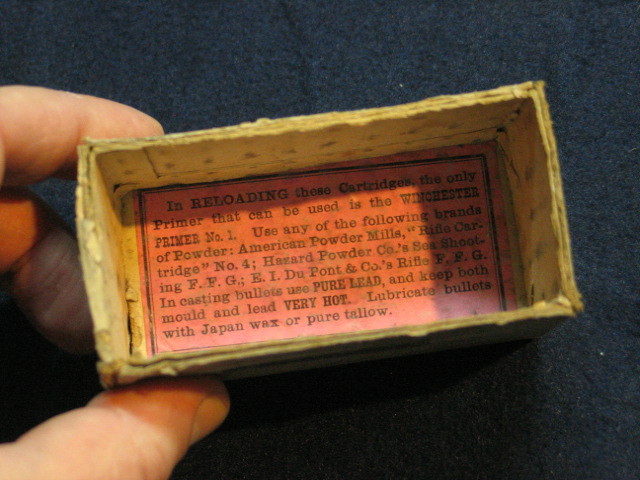 In RELOADING these Cartridges, the only
Primer that can be used is the WINCHESTER
PRIMER No. 1. Use any of the following brands
of Powder: American Powder Mills, "Rifle Car-
tridge" No. 4; Hazard Powder Co.'s Sea Shoot-
ing F. F. G.; E. I. Du Pont & Co.'s Rifle F. F. G.
In casting bullets use PURE LEAD, and keep both
mould and lead VERY HOT. Lubricate bullets
with Japan wax or pure tallow.